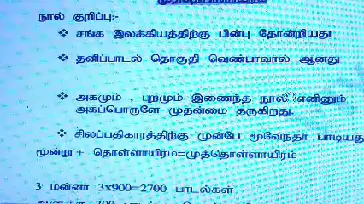 நூல் குறிப்பு:-
❖ சங்க இலக்கியத்திற்கு பின்பு தோன்றியது
❖ தனிப்பாடல் தொகுதி வெண்பாவால் ஆனது
❖ அகமும் , புறமும் இணைந்த நூல் எனினும்
அகப்பொருளே முதன்மை தருகிறது.
❖ சிலப்பதிகாரத்திற்கு முன்பே மூவேந்தர் பாடியது
மூன்று + தொள்ளாயிரம்=முத்தொள்ளாயிரம்
3 மன்னா 3x900=2700 பாடல்கள்